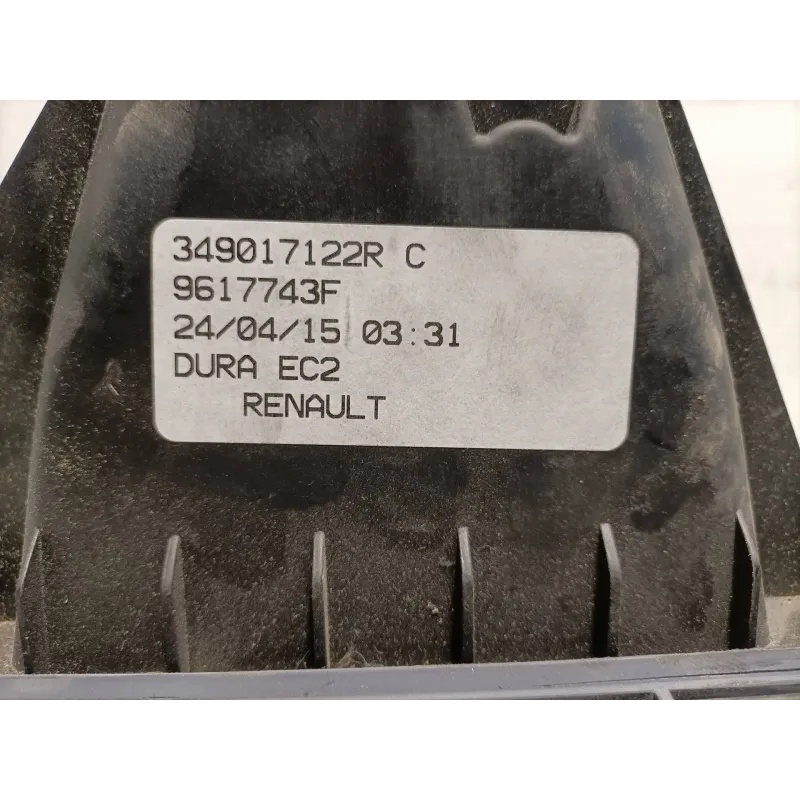 349017122R C
9617743F
24/04/15 03:31
DURA EC2
RENAULT